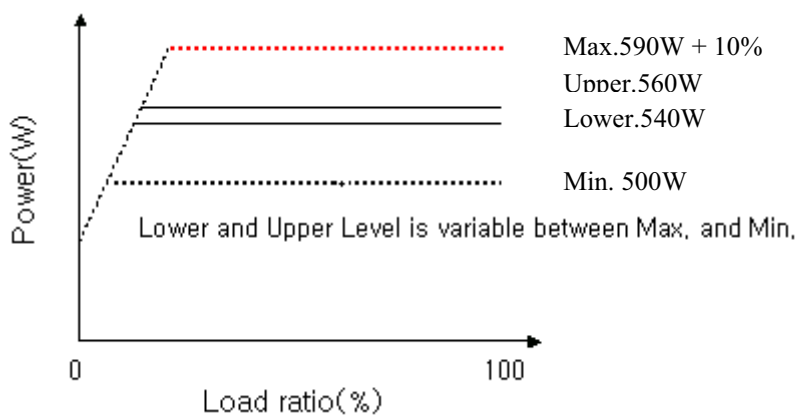 Max.590W + 10%
Upper.560W
Lower.540W
Min. 500W
Power(W)
Lower and Upper Level is variable between Max, and Min,
0
100
Load ratio(%)